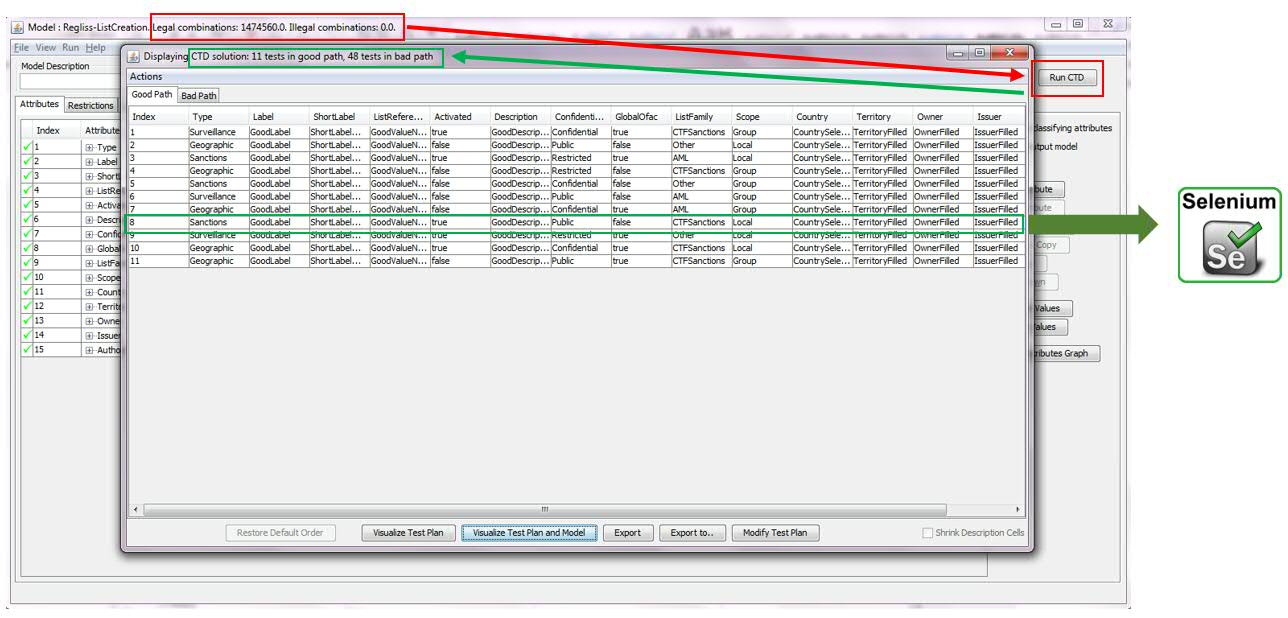 Model : Regliss-ListCreation. Legal combinations: 1474560.0. Illegal combinations: 0.0.
File View Run Help
Model Description
Run CTD
Attributes Restrictions
Index Attribute
1 Type
2 Label
3 Short
4 ListRe
5 Activa
6 Descri
7 Confid
8 Global
9 ListFa
10 Scope
11 Count
12 Territo
13 Owne
14 Issuer
15 Autho
Displaying CTD solution: 11 tests in good path, 48 tests in bad path
Actions
Good Path Bad Path
Index Type Label ShortLabel ListRefere... Activated Description Confidenti... GlobalOfac ListFamily Scope Country Territory Owner Issuer
1 Surveillance GoodLabel ShortLabel... GoodValueN... true GoodDescrip... Confidential true CTFSanctions Group CountrySele... TerritoryFilled OwnerFilled IssuerFilled
2 Geographic GoodLabel ShortLabel... GoodValueN... false GoodDescrip... Public false Other Local CountrySele... TerritoryFilled OwnerFilled IssuerFilled
3 Sanctions GoodLabel ShortLabel... GoodValueN... true GoodDescrip... Restricted true AML Local CountrySele... TerritoryFilled OwnerFilled IssuerFilled
4 Geographic GoodLabel ShortLabel... GoodValueN... false GoodDescrip... Restricted false CTFSanctions Group CountrySele... TerritoryFilled OwnerFilled IssuerFilled
5 Sanctions GoodLabel ShortLabel... GoodValueN... false GoodDescrip... Confidential false Other Group CountrySele... TerritoryFilled OwnerFilled IssuerFilled
6 Surveillance GoodLabel ShortLabel... GoodValueN... true GoodDescrip... Public false AML Group CountrySele... TerritoryFilled OwnerFilled IssuerFilled
7 Geographic GoodLabel ShortLabel... GoodValueN... false GoodDescrip... Confidential true AML Group CountrySele... TerritoryFilled OwnerFilled IssuerFilled
8 Sanctions GoodLabel ShortLabel... GoodValueN... true GoodDescrip... Public false CTFSanctions Local CountrySele... TerritoryFilled OwnerFilled IssuerFilled
9 Surveillance GoodLabel ShortLabel... GoodValueN... true GoodDescrip... Restricted true Other Local CountrySele... TerritoryFilled OwnerFilled IssuerFilled
10 Geographic GoodLabel ShortLabel... GoodValueN... true GoodDescrip... Confidential true CTFSanctions Local CountrySele... TerritoryFilled OwnerFilled IssuerFilled
11 Geographic GoodLabel ShortLabel... GoodValueN... false GoodDescrip... Public true CTFSanctions Group CountrySele... TerritoryFilled OwnerFilled IssuerFilled
Restore Default Order Visualize Test Plan Visualize Test Plan and Model Export Export to.. Modify Test Plan Shrink Description Cells
classifying attributes
tput model
bute
bute
Copy
wn
Values
alues
ributes Graph
Selenium
Se